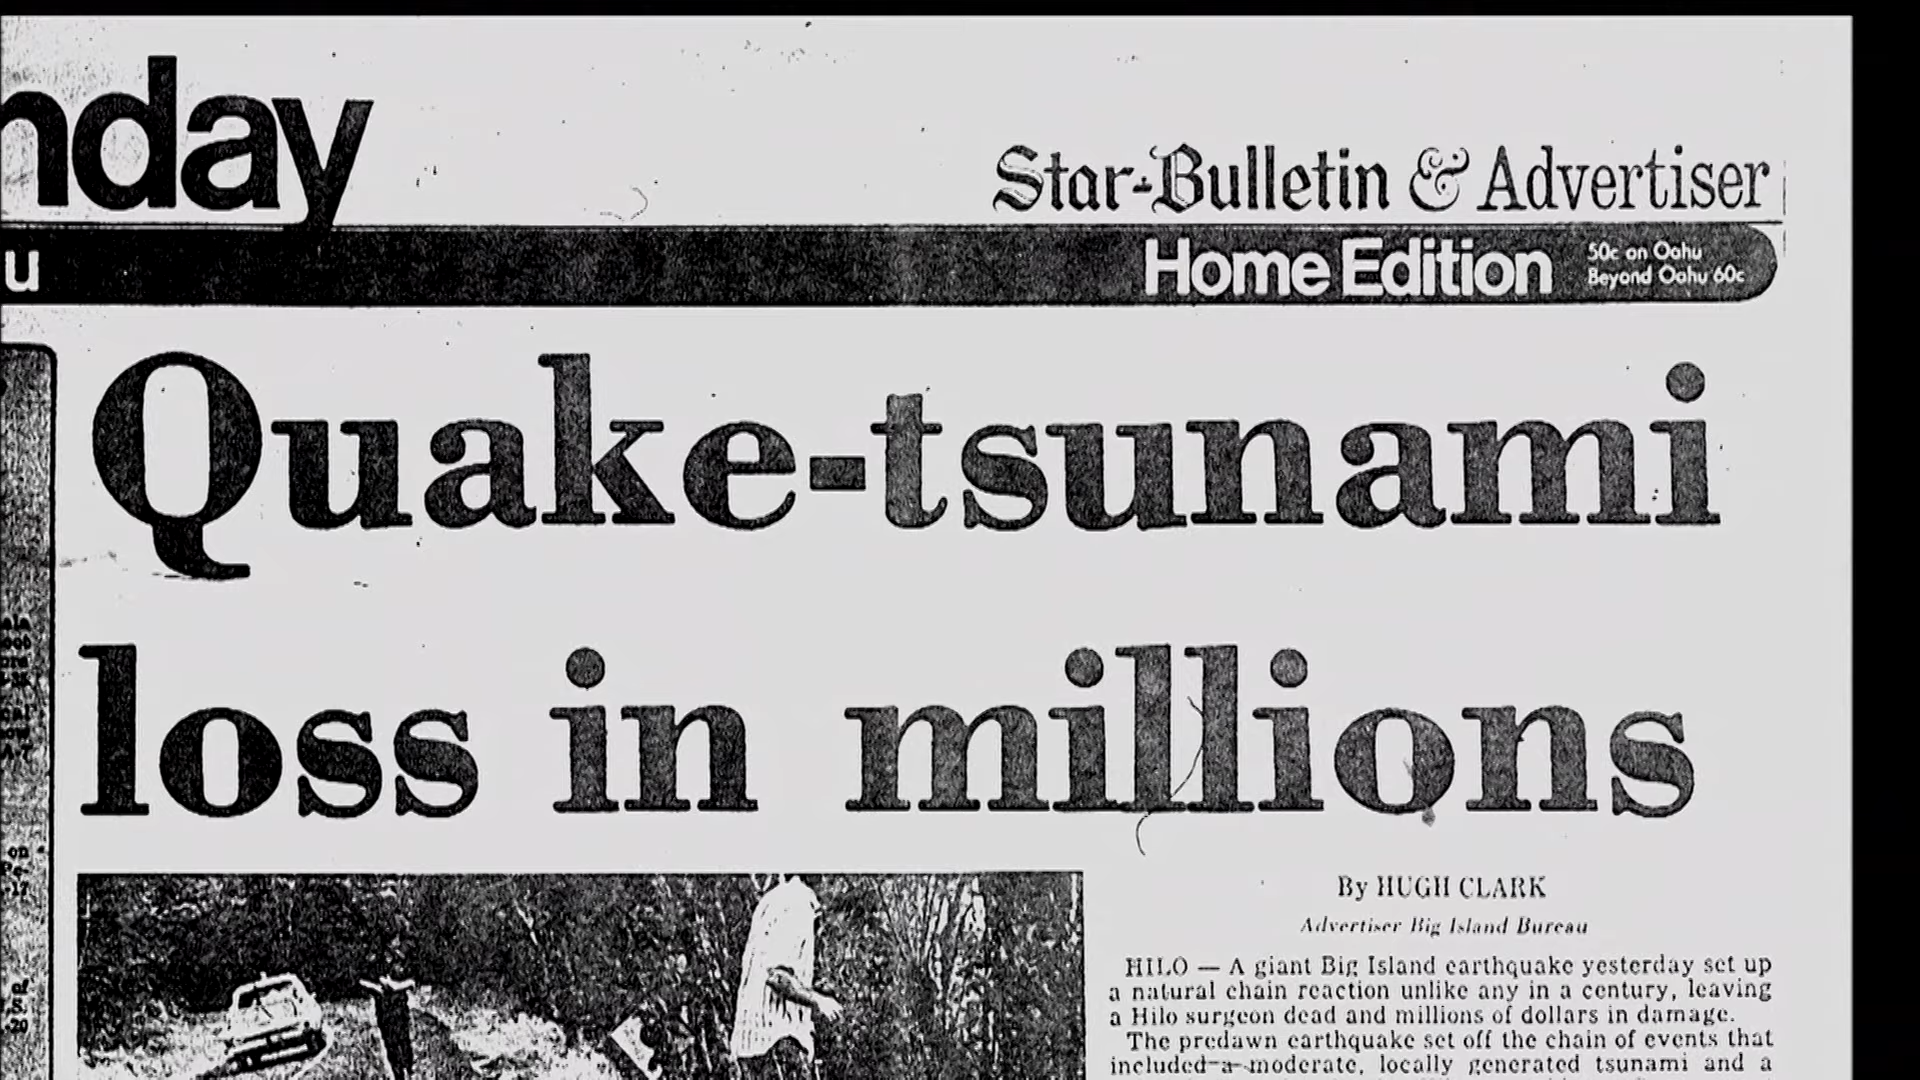 nday
Star-Bulletin & Advertiser
u
Home Edition
50¢ on Oahu
Beyond Oahu 60¢
Quake-tsunami
loss in millions
By HUGH CLARK
Advertiser Big Island Bureau
HILO — A giant Big Island earthquake yesterday set up
a natural chain reaction unlike any in a century, leaving
a Hilo surgeon dead and millions of dollars in damage.
The predawn earthquake set off the chain of events that
included a moderate, locally generated tsunami and a